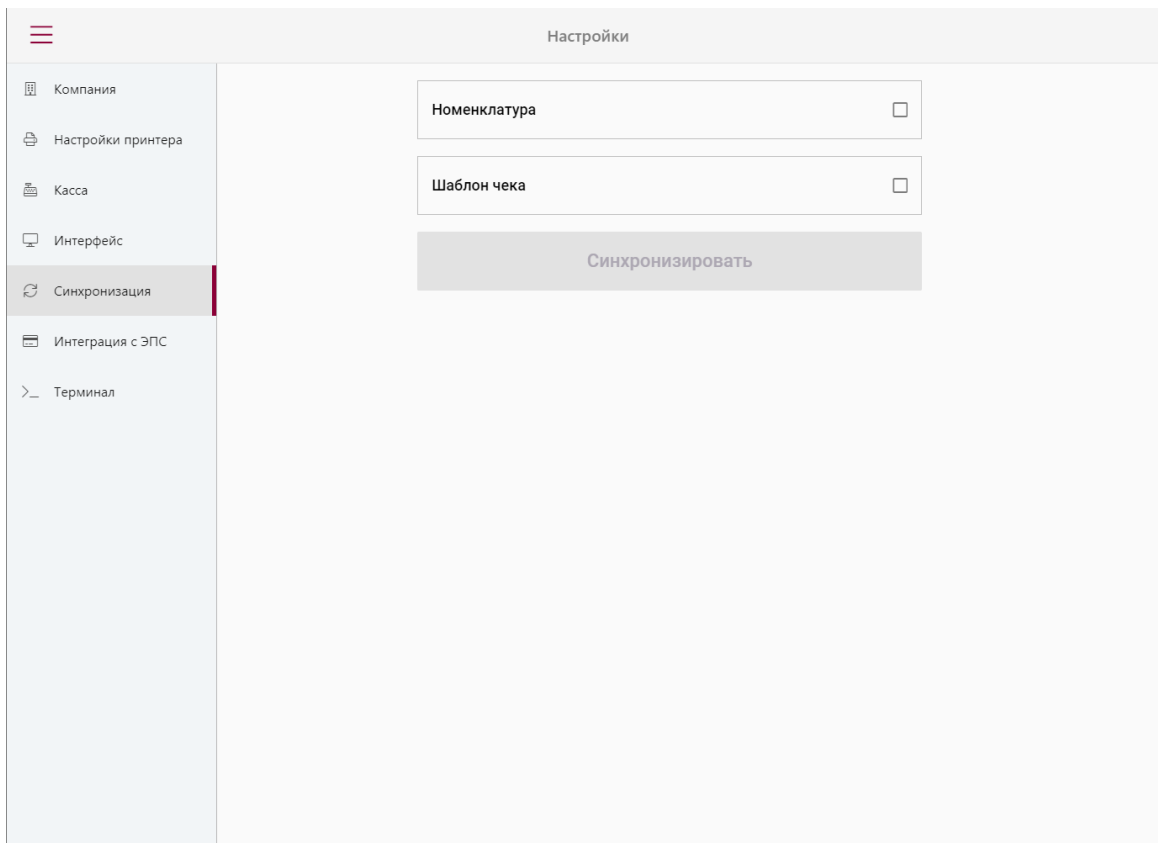 Настройки
Компания
Настройки принтера
Касса
Интерфейс
Синхронизация
Интеграция с ЭПС
Терминал
Номенклатура
Шаблон чека
Синхронизировать